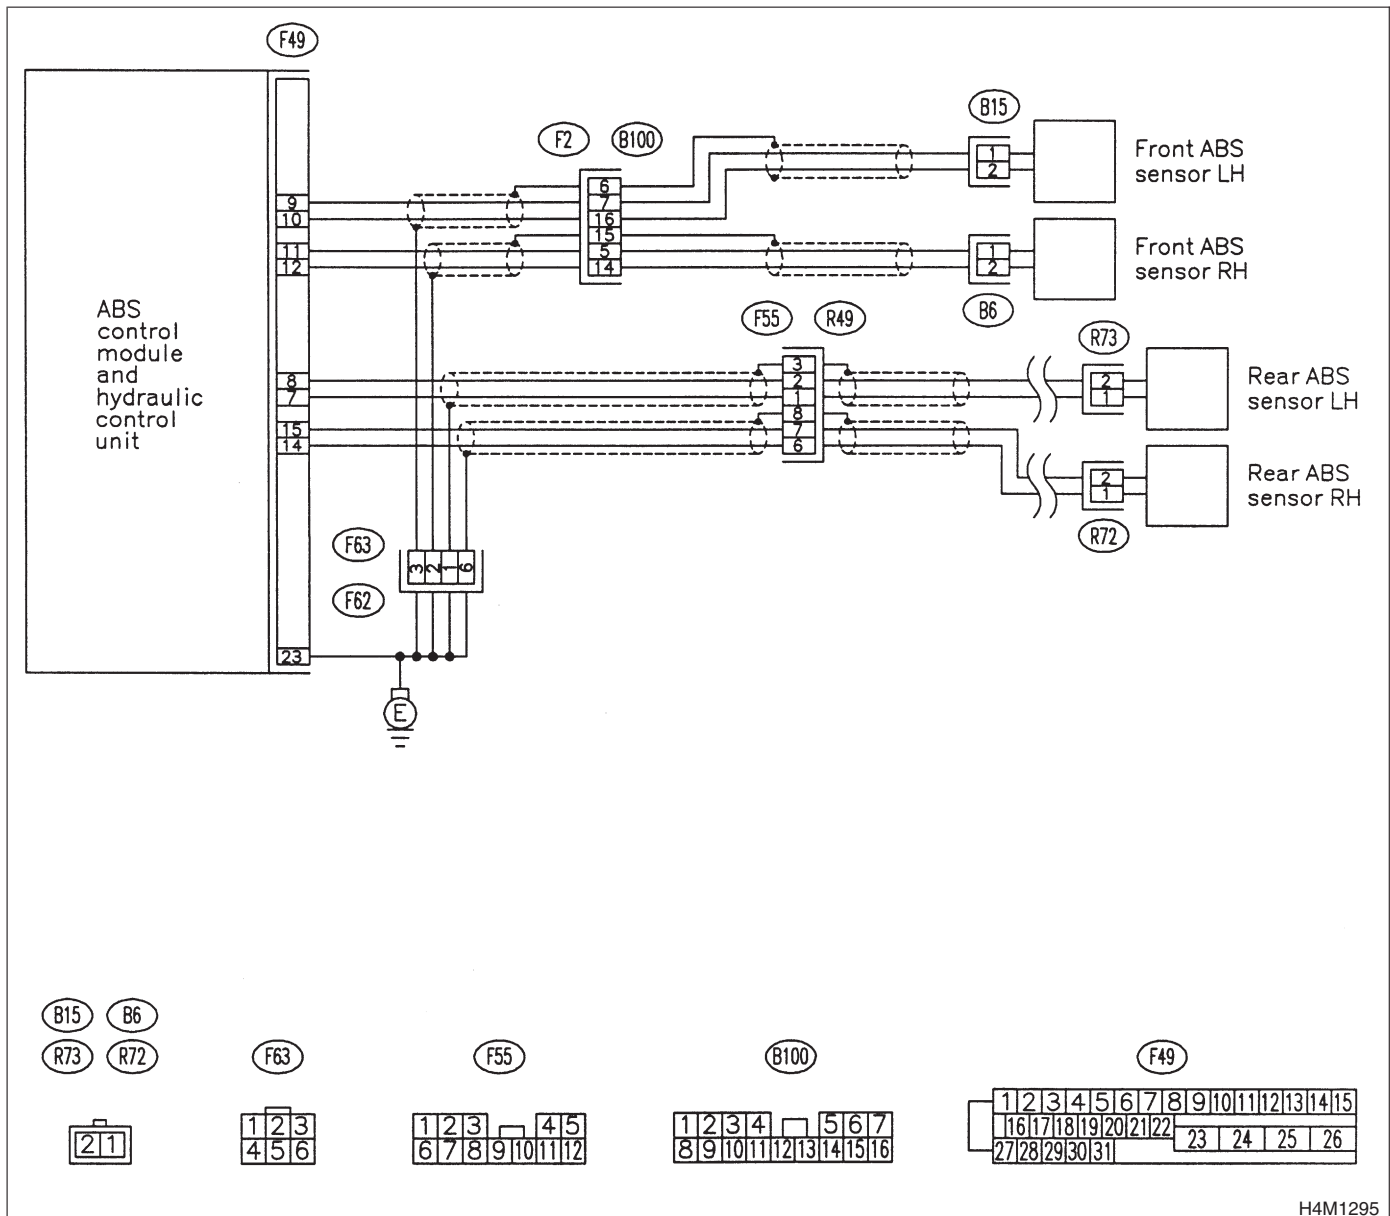 F49
B15
F2 B100
1
2
Front ABS
sensor LH
6
7
16
15
5
14
9
10
11
12
1
2
Front ABS
sensor RH
B6
ABS
control
module
and
hydraulic
control
unit
F55 R49
R73
3
2
1
8
7
6
8
7
15
14
2
1
Rear ABS
sensor LH
2
1
Rear ABS
sensor RH
R72
F63
3 2 1 6
F62
23
E
B15 B6
R73 R72
F63
F55
B100
F49
2 1
1 2 3
4 5 6
1 2 3 4 5
6 7 8 9 10 11 12
1 2 3 4 5 6 7
8 9 10 11 12 13 14 15 16
1 2 3 4 5 6 7 8 9 10 11 12 13 14 15
16 17 18 19 20 21 22 23 24 25 26
27 28 29 30 31
H4M1295